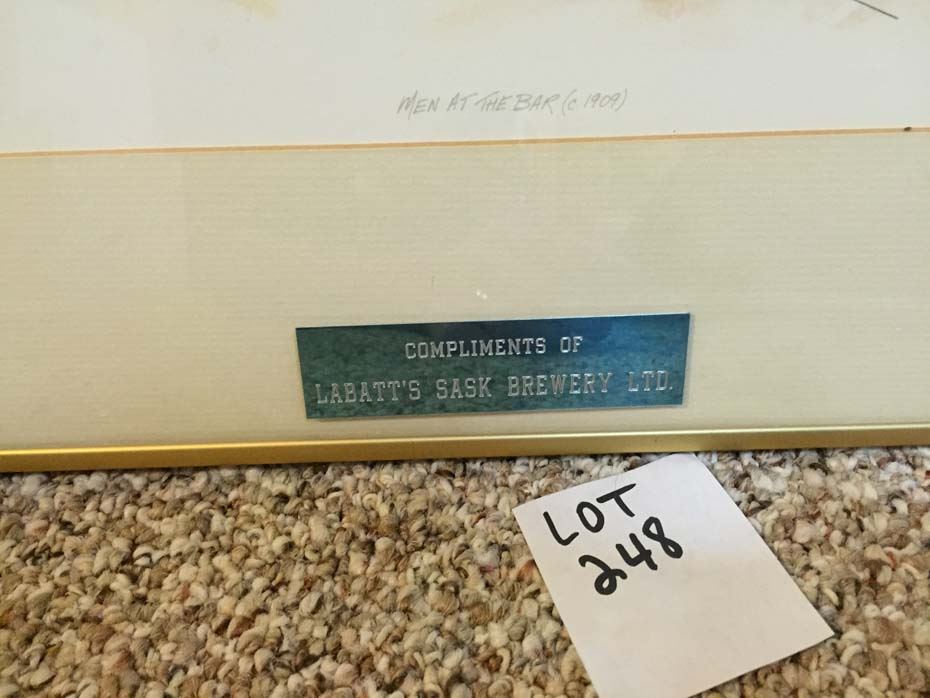 MEN AT THE BAR (c 1909)
COMPLIMENTS OF
LABATT'S SASK BREWERY LTD.
LOT
248